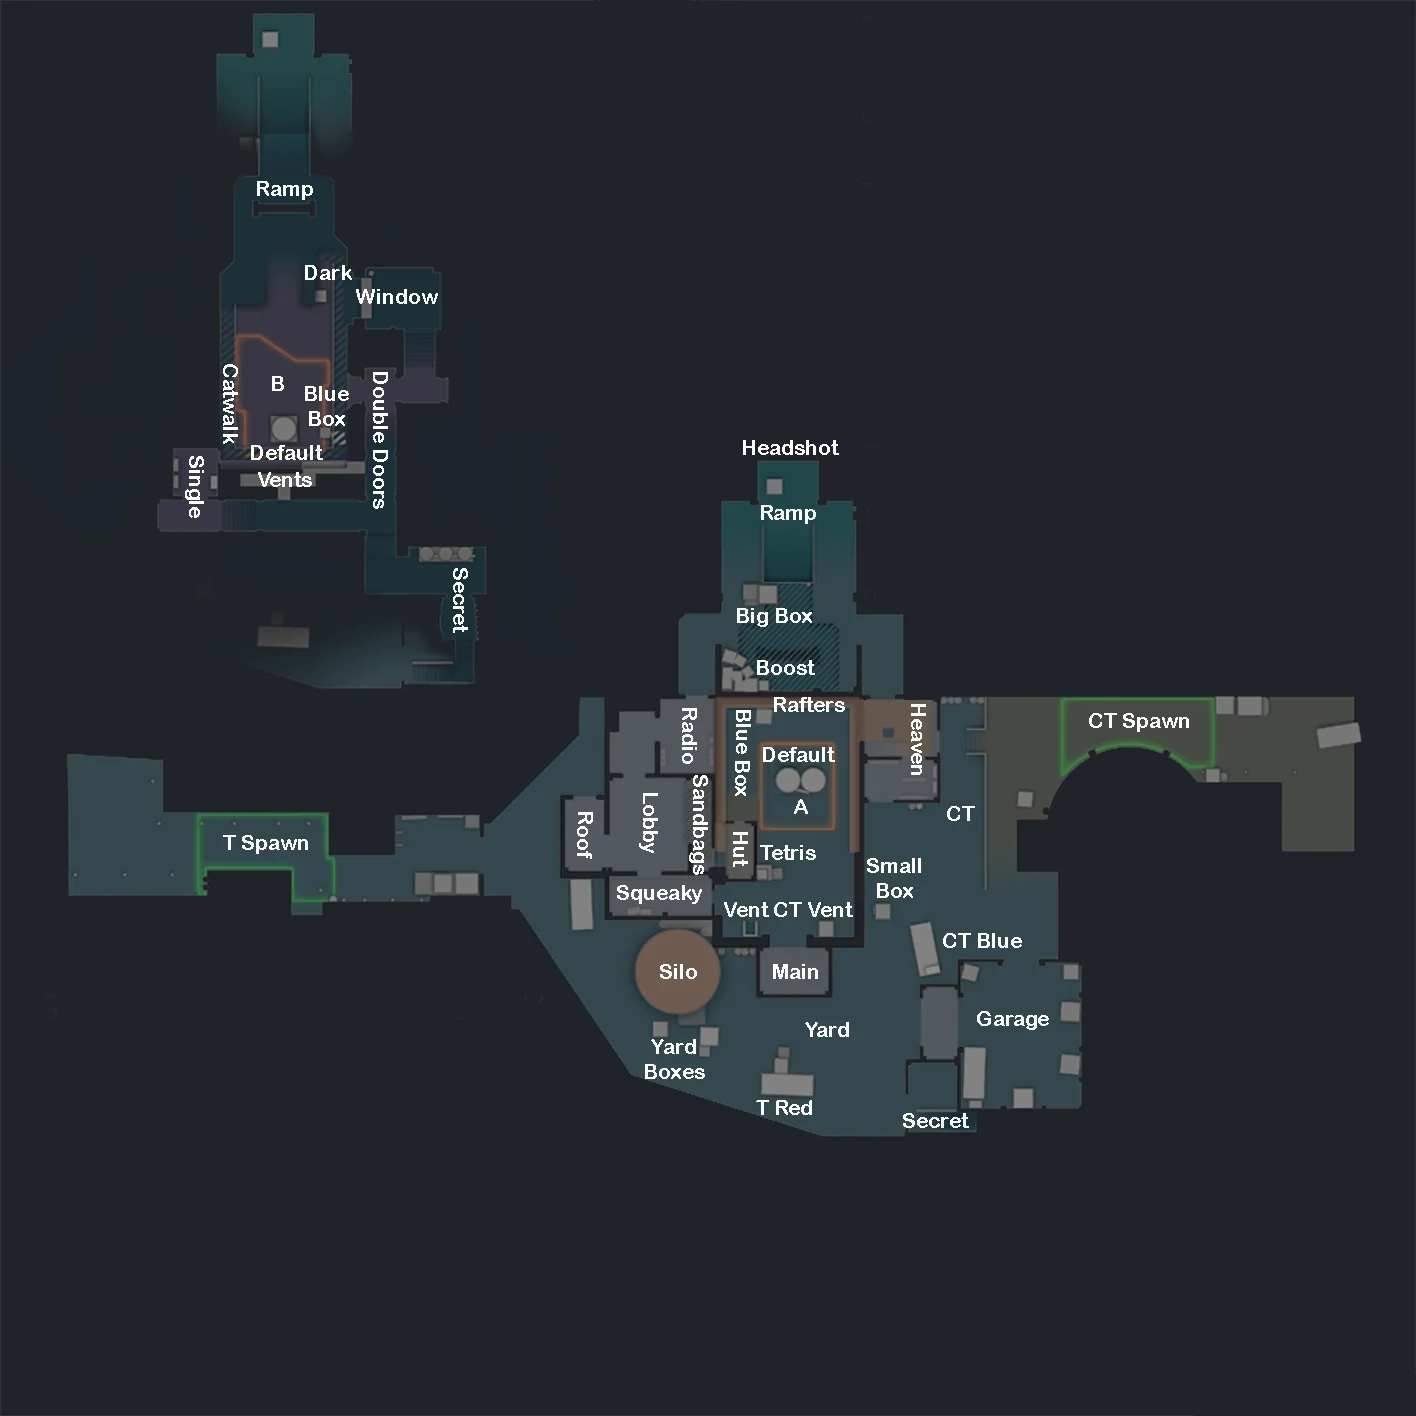 Ramp
Dark
Window
Catwalk
B
Blue
Box
Double Doors
Default
Vents
Single
Secret
Headshot
Ramp
Big Box
Boost
Rafters
Radio
Blue Box
Heaven
CT Spawn
Default
A
Sandbags
Lobby
Roof
CT
T Spawn
Hut
Tetris
Small
Box
Squeaky
Vent
CT Vent
CT Blue
Silo
Main
Garage
Yard
Yard
Boxes
T Red
Secret